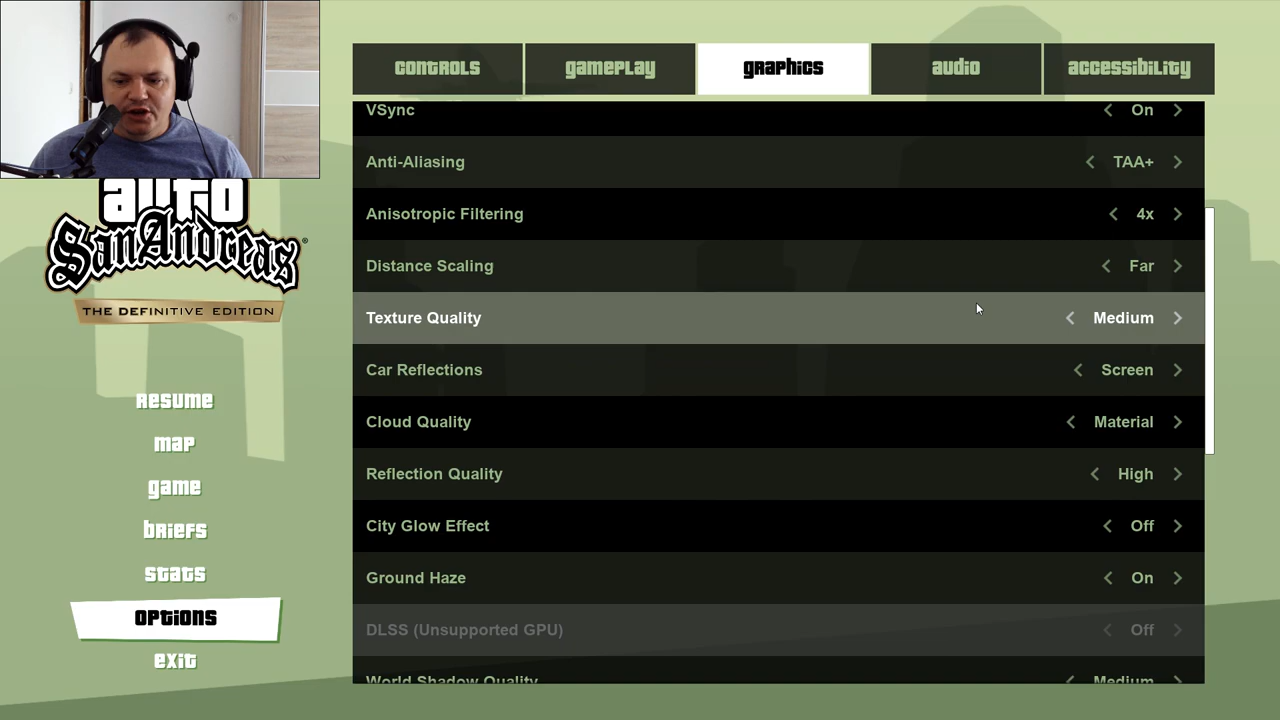 controls
gameplay
graphics
audio
accessibility
VSync On
Anti-Aliasing TAA+
Anisotropic Filtering 4x
Distance Scaling Far
Texture Quality Medium
Car Reflections Screen
Cloud Quality Material
Reflection Quality High
City Glow Effect Off
Ground Haze On
DLSS (Unsupported GPU) Off
World Shadow Quality Medium
auto
San Andreas
THE DEFINITIVE EDITION
resume
map
game
briefs
stats
options
exit